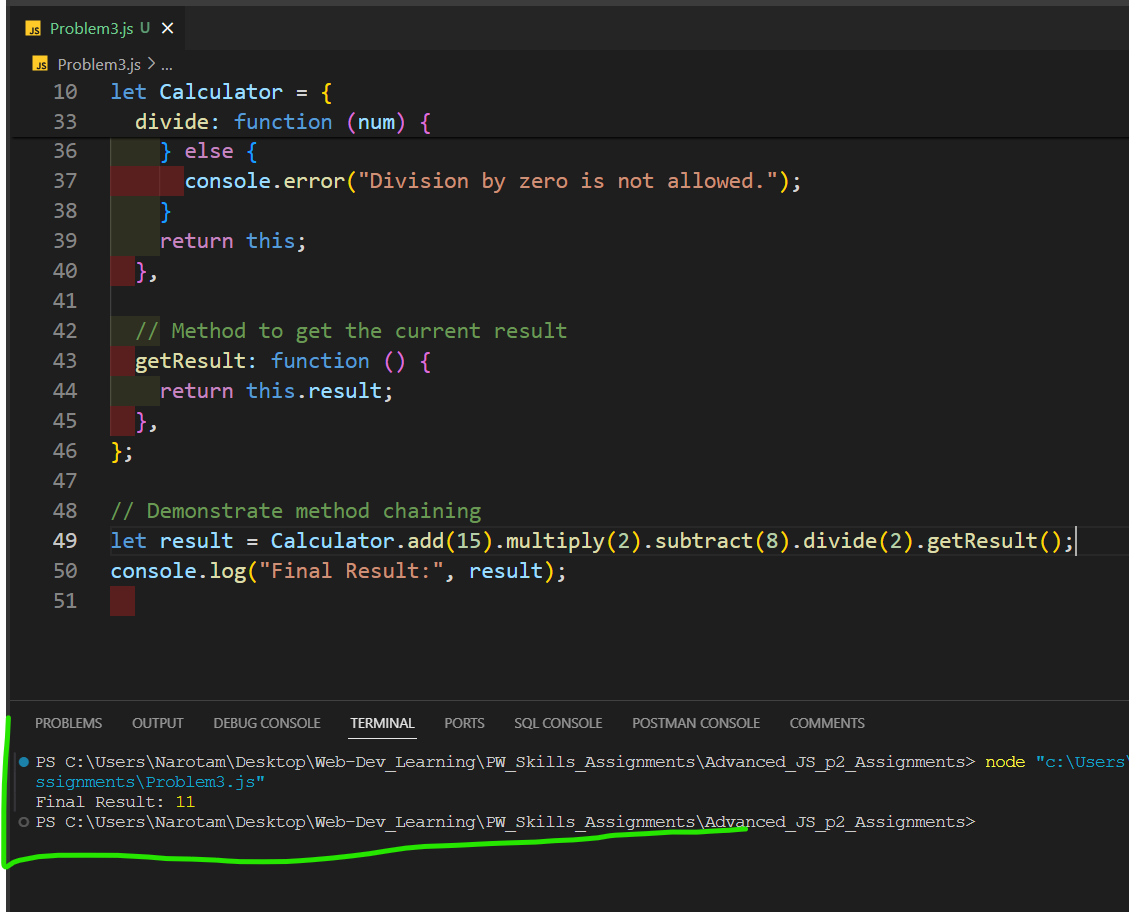 JS Problem3.js U ×
JS Problem3.js > ...
10 let Calculator = {
33 divide: function (num) {
36 } else {
37 console.error("Division by zero is not allowed.");
38 }
39 return this;
40 },
41
42 // Method to get the current result
43 getResult: function () {
44 return this.result;
45 },
46 };
47
48 // Demonstrate method chaining
49 let result = Calculator.add(15).multiply(2).subtract(8).divide(2).getResult();
50 console.log("Final Result:", result);
51
PROBLEMS OUTPUT DEBUG CONSOLE TERMINAL PORTS SQL CONSOLE POSTMAN CONSOLE COMMENTS
PS C:\Users\Narotam\Desktop\Web-Dev_Learning\PW_Skills_Assignments\Advanced_JS_p2_Assignments> node "c:\Users\
ssignments\Problem3.js"
Final Result: 11
PS C:\Users\Narotam\Desktop\Web-Dev_Learning\PW_Skills_Assignments\Advanced_JS_p2_Assignments>